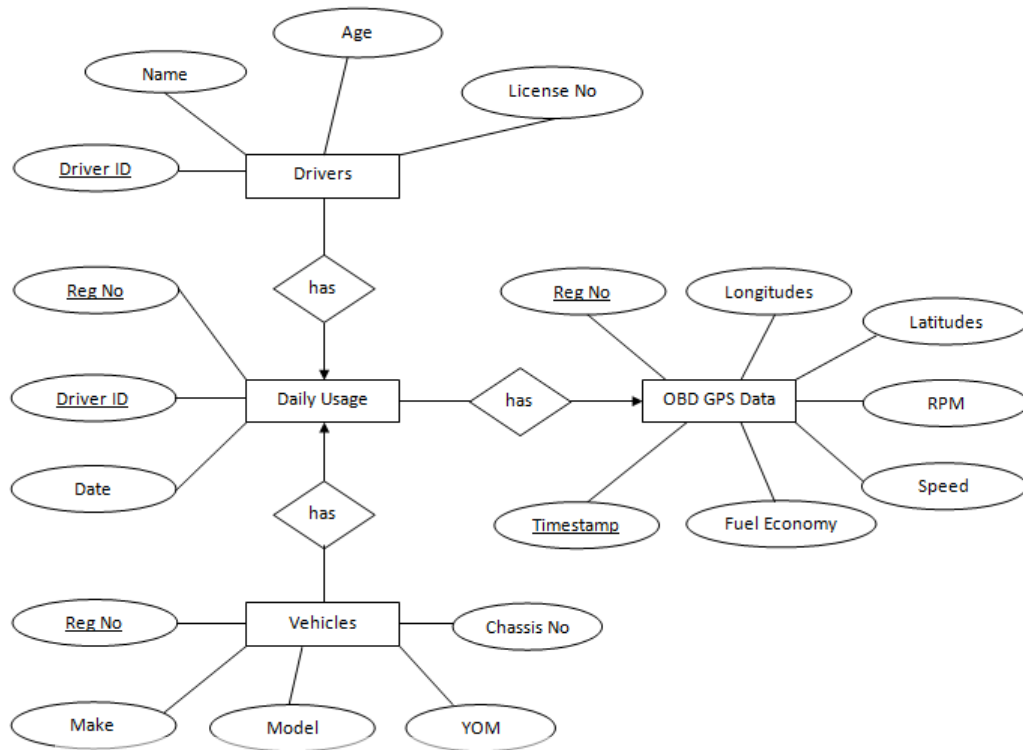 Age
Name
License No
Driver ID
Drivers
has
Reg No
Reg No
Longitudes
Latitudes
Driver ID
Daily Usage
has
OBD GPS Data
RPM
Date
has
Speed
Timestamp
Fuel Economy
Reg No
Vehicles
Chassis No
Make
Model
YOM